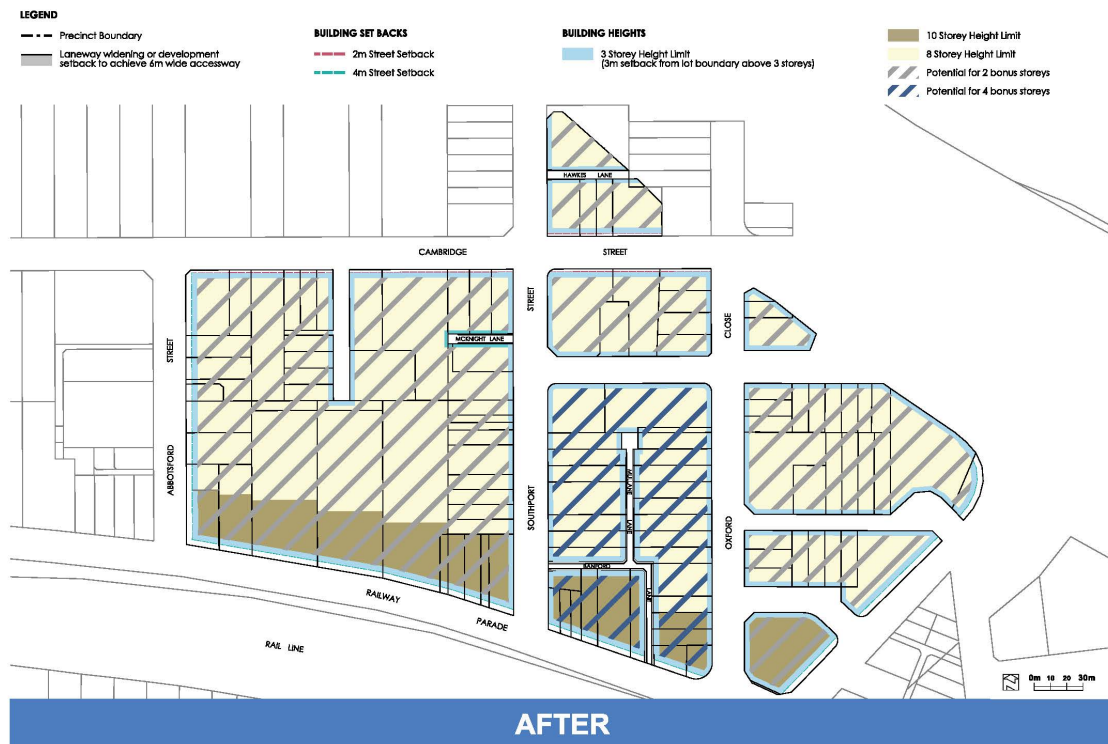 LEGEND
Precinct Boundary
Laneway widening or development
setback to achieve 6m wide accessway
BUILDING SET BACKS
2m Street Setback
4m Street Setback
BUILDING HEIGHTS
3 Storey Height Limit
(3m setback from lot boundary above 3 storeys)
10 Storey Height Limit
8 Storey Height Limit
Potential for 2 bonus storeys
Potential for 4 bonus storeys
HAWKES LANE
CAMBRIDGE STREET
STREET
CLOSE
MCKNIGHT LANE
STREET
ABBOTSFORD
SOUTHPORT
LANE
OXFORD
BANFORD
LANE
RAILWAY
PARADE
RAIL LINE
0m 10 20 30m
AFTER